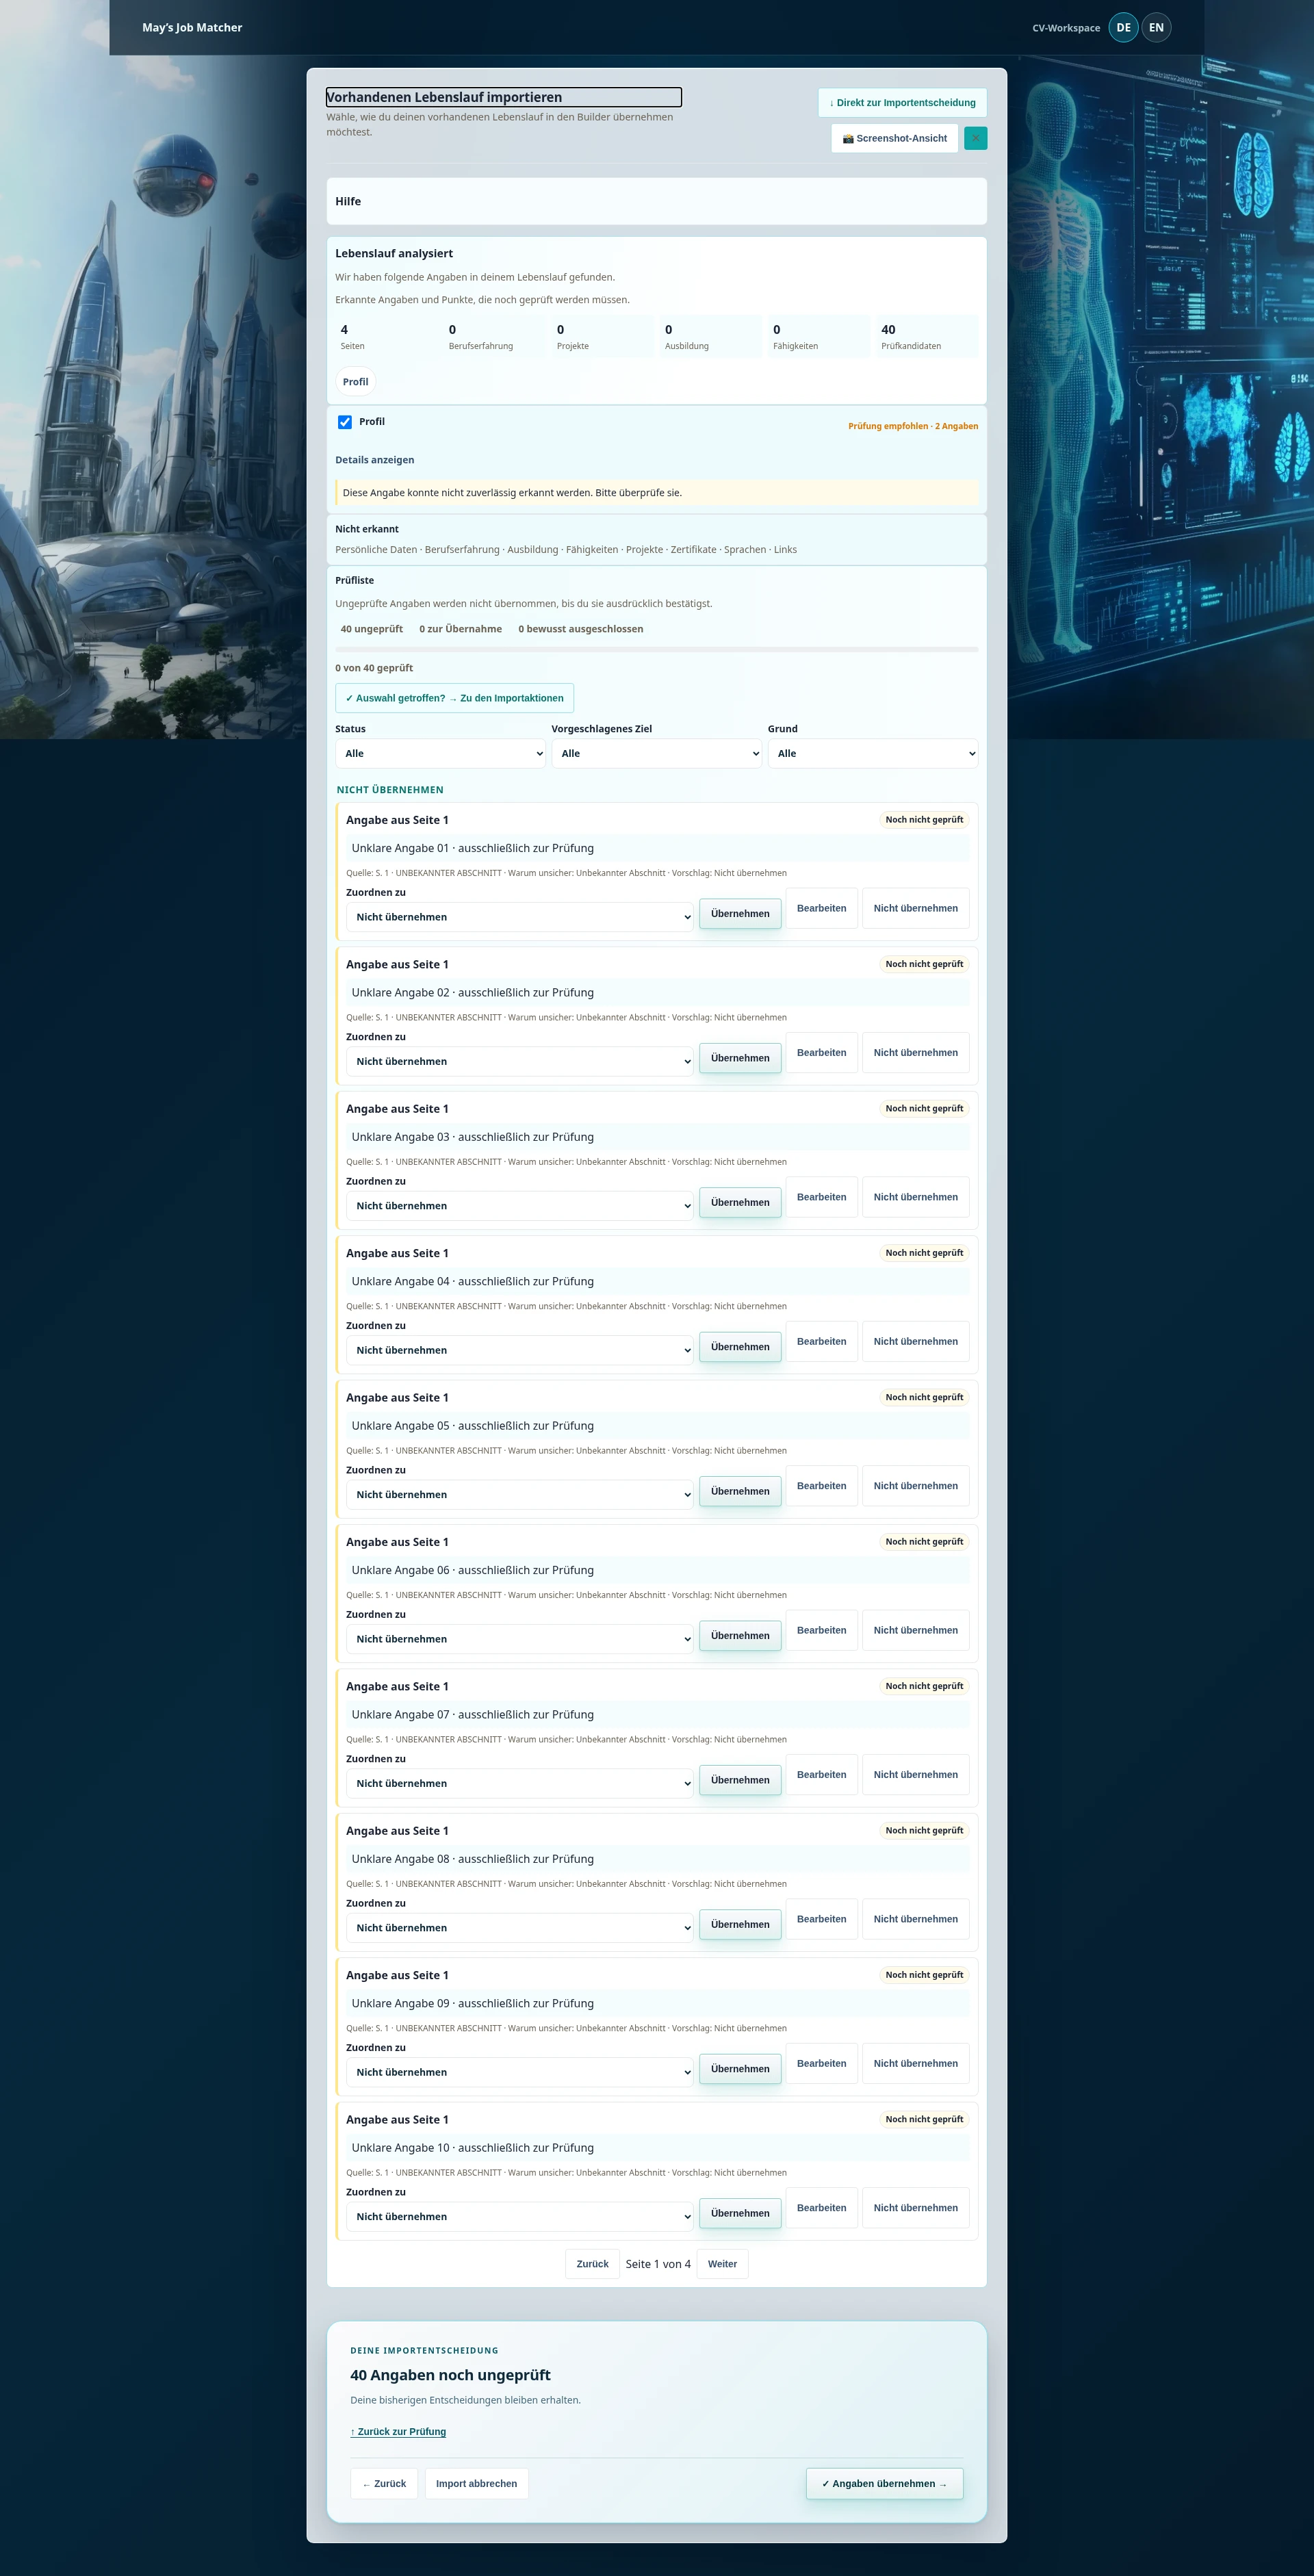 May's Job Matcher
CV-Workspace DE EN
Vorhandenen Lebenslauf importieren
Wähle, wie du deinen vorhandenen Lebenslauf in den Builder übernehmen
möchtest.
↓ Direkt zur Importentscheidung
📸 Screenshot-Ansicht ×
Hilfe
Lebenslauf analysiert
Wir haben folgende Angaben in deinem Lebenslauf gefunden.
Erkannte Angaben und Punkte, die noch geprüft werden müssen.
4 0 0 0 0 40
Seiten Berufserfahrung Projekte Ausbildung Fähigkeiten Prüfkandidaten
Profil
Profil Prüfung empfohlen · 2 Angaben
Details anzeigen
Diese Angabe konnte nicht zuverlässig erkannt werden. Bitte überprüfe sie.
Nicht erkannt
Persönliche Daten · Berufserfahrung · Ausbildung · Fähigkeiten · Projekte · Zertifikate · Sprachen · Links
Prüfliste
Ungeprüfte Angaben werden nicht übernommen, bis du sie ausdrücklich bestätigst.
40 ungeprüft 0 zur Übernahme 0 bewusst ausgeschlossen
0 von 40 geprüft
✓ Auswahl getroffen? → Zu den Importaktionen
Status Vorgeschlagenes Ziel Grund
Alle Alle Alle
NICHT ÜBERNEHMEN
Angabe aus Seite 1 Noch nicht geprüft
Unklare Angabe 01 · ausschließlich zur Prüfung
Quelle: S. 1 · UNBEKANNTER ABSCHNITT · Warum unsicher: Unbekannter Abschnitt · Vorschlag: Nicht übernehmen
Zuordnen zu
Nicht übernehmen Übernehmen Bearbeiten Nicht übernehmen
Angabe aus Seite 1 Noch nicht geprüft
Unklare Angabe 02 · ausschließlich zur Prüfung
Quelle: S. 1 · UNBEKANNTER ABSCHNITT · Warum unsicher: Unbekannter Abschnitt · Vorschlag: Nicht übernehmen
Zuordnen zu
Nicht übernehmen Übernehmen Bearbeiten Nicht übernehmen
Angabe aus Seite 1 Noch nicht geprüft
Unklare Angabe 03 · ausschließlich zur Prüfung
Quelle: S. 1 · UNBEKANNTER ABSCHNITT · Warum unsicher: Unbekannter Abschnitt · Vorschlag: Nicht übernehmen
Zuordnen zu
Nicht übernehmen Übernehmen Bearbeiten Nicht übernehmen
Angabe aus Seite 1 Noch nicht geprüft
Unklare Angabe 04 · ausschließlich zur Prüfung
Quelle: S. 1 · UNBEKANNTER ABSCHNITT · Warum unsicher: Unbekannter Abschnitt · Vorschlag: Nicht übernehmen
Zuordnen zu
Nicht übernehmen Übernehmen Bearbeiten Nicht übernehmen
Angabe aus Seite 1 Noch nicht geprüft
Unklare Angabe 05 · ausschließlich zur Prüfung
Quelle: S. 1 · UNBEKANNTER ABSCHNITT · Warum unsicher: Unbekannter Abschnitt · Vorschlag: Nicht übernehmen
Zuordnen zu
Nicht übernehmen Übernehmen Bearbeiten Nicht übernehmen
Angabe aus Seite 1 Noch nicht geprüft
Unklare Angabe 06 · ausschließlich zur Prüfung
Quelle: S. 1 · UNBEKANNTER ABSCHNITT · Warum unsicher: Unbekannter Abschnitt · Vorschlag: Nicht übernehmen
Zuordnen zu
Nicht übernehmen Übernehmen Bearbeiten Nicht übernehmen
Angabe aus Seite 1 Noch nicht geprüft
Unklare Angabe 07 · ausschließlich zur Prüfung
Quelle: S. 1 · UNBEKANNTER ABSCHNITT · Warum unsicher: Unbekannter Abschnitt · Vorschlag: Nicht übernehmen
Zuordnen zu
Nicht übernehmen Übernehmen Bearbeiten Nicht übernehmen
Angabe aus Seite 1 Noch nicht geprüft
Unklare Angabe 08 · ausschließlich zur Prüfung
Quelle: S. 1 · UNBEKANNTER ABSCHNITT · Warum unsicher: Unbekannter Abschnitt · Vorschlag: Nicht übernehmen
Zuordnen zu
Nicht übernehmen Übernehmen Bearbeiten Nicht übernehmen
Angabe aus Seite 1 Noch nicht geprüft
Unklare Angabe 09 · ausschließlich zur Prüfung
Quelle: S. 1 · UNBEKANNTER ABSCHNITT · Warum unsicher: Unbekannter Abschnitt · Vorschlag: Nicht übernehmen
Zuordnen zu
Nicht übernehmen Übernehmen Bearbeiten Nicht übernehmen
Angabe aus Seite 1 Noch nicht geprüft
Unklare Angabe 10 · ausschließlich zur Prüfung
Quelle: S. 1 · UNBEKANNTER ABSCHNITT · Warum unsicher: Unbekannter Abschnitt · Vorschlag: Nicht übernehmen
Zuordnen zu
Nicht übernehmen Übernehmen Bearbeiten Nicht übernehmen
Zurück Seite 1 von 4 Weiter
DEINE IMPORTENTSCHEIDUNG
40 Angaben noch ungeprüft
Deine bisherigen Entscheidungen bleiben erhalten.
↑ Zurück zur Prüfung
← Zurück Import abbrechen ✓ Angaben übernehmen →